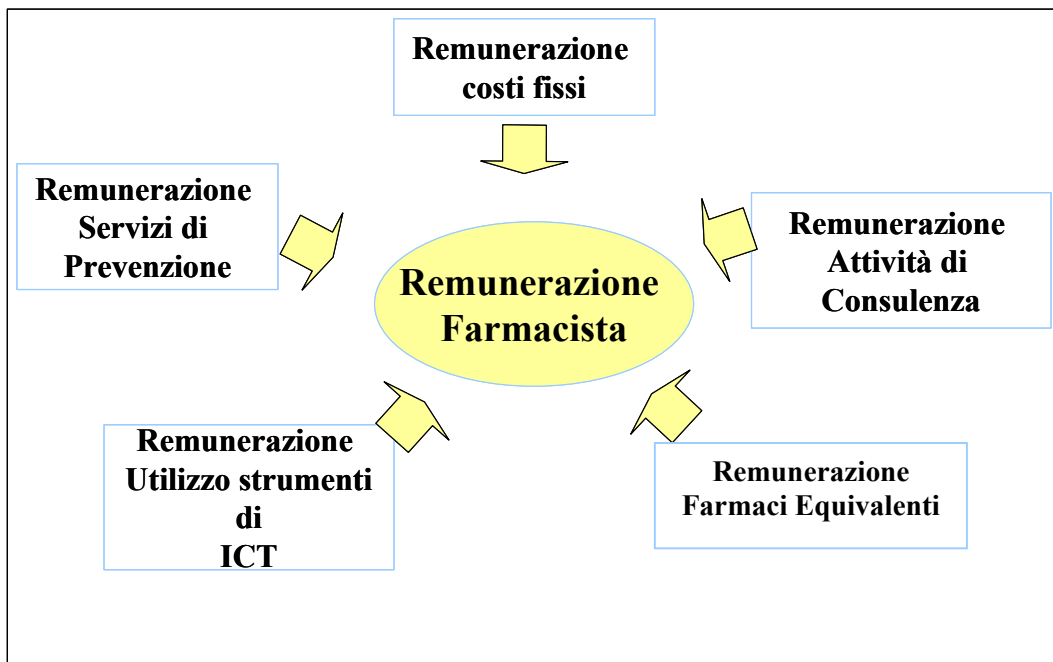 Remunerazione
costi fissi
Remunerazione
Servizi di
Prevenzione
Remunerazione
Attività di
Consulenza
Remunerazione
Farmacista
Remunerazione
Utilizzo strumenti
di
ICT
Remunerazione
Farmaci Equivalenti